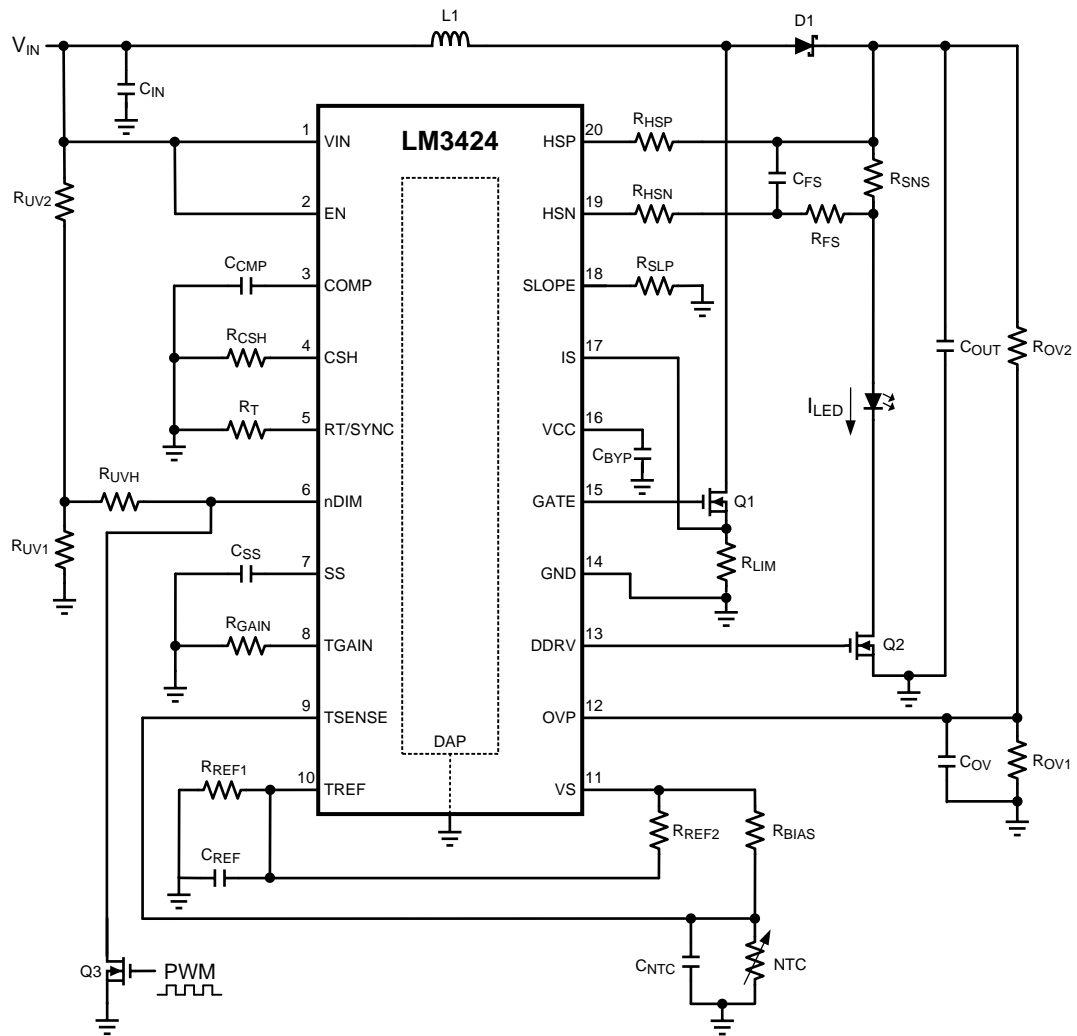 L1
D1
VIN
CIN
LM3424
1 VIN
HSP 20
RHSP
RUV2
CFS
RSNS
2 EN
HSN 19
RHSN
RFS
CCMP
3 COMP
SLOPE 18
RSLP
RCSH
4 CSH
IS 17
COUT
ROV2
RT
5 RT/SYNC
VCC 16
CBYP
ILED
RUVH
6 nDIM
GATE 15
Q1
RUV1
CSS
7 SS
GND 14
RLIM
RGAIN
8 TGAIN
DDRV 13
Q2
9 TSENSE
OVP 12
COV
ROV1
DAP
RREF1
10 TREF
VS 11
RREF2
RBIAS
CREF
CNTC
NTC
Q3
PWM